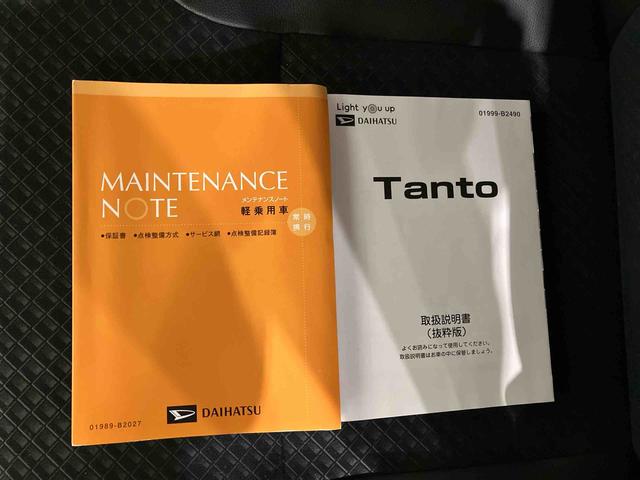 MAINTENANCE
NOTE
メンテナンスノート
軽乗用車
常時
携行
●保証書 ●点検整備方式 ●サービス網 ●点検整備記録簿
DAIHATSU
01989-B2027
Light you up
DAIHATSU
01999-B2490
Tanto
取扱説明書
（抜粋版）
よくお読みになって使用してください。
取扱説明書はお車の中に保管しましょう。